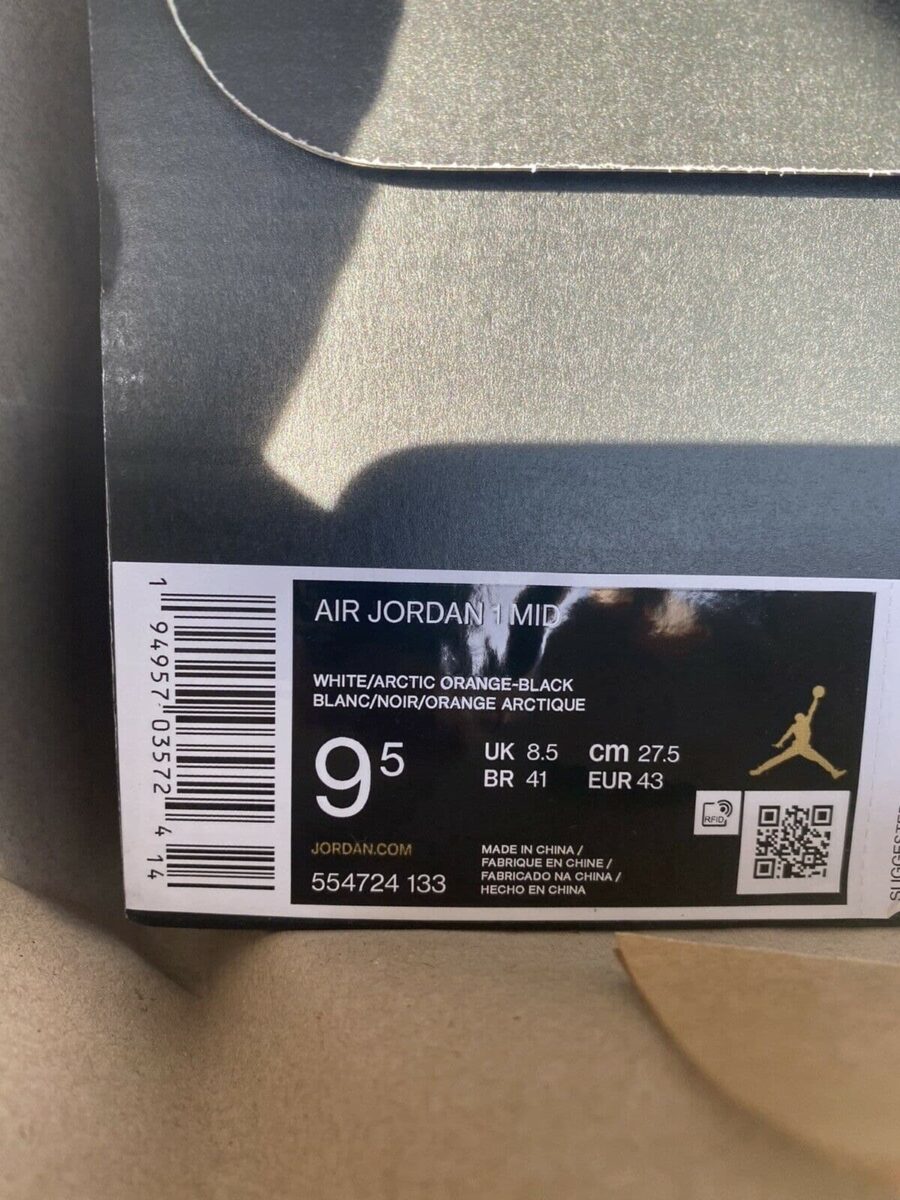 AIR JORDAN 1 MID
WHITE/ARCTIC ORANGE-BLACK
BLANC/NOIR/ORANGE ARCTIQUE
95
UK 8.5 cm 27.5
BR 41 EUR 43
RFID
JORDAN.COM
554724 133
MADE IN CHINA /
FABRIQUE EN CHINE /
FABRICADO NA CHINA /
HECHO EN CHINA
1 94957 03572 4 14